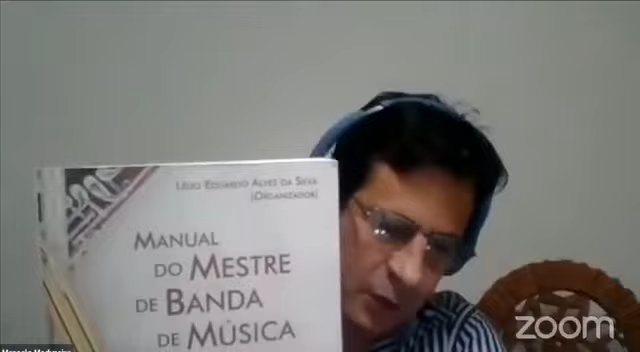 Lélio Eduardo Alves da Silva
(Organizador)
Manual
do Mestre
de Banda
de Música
zoom